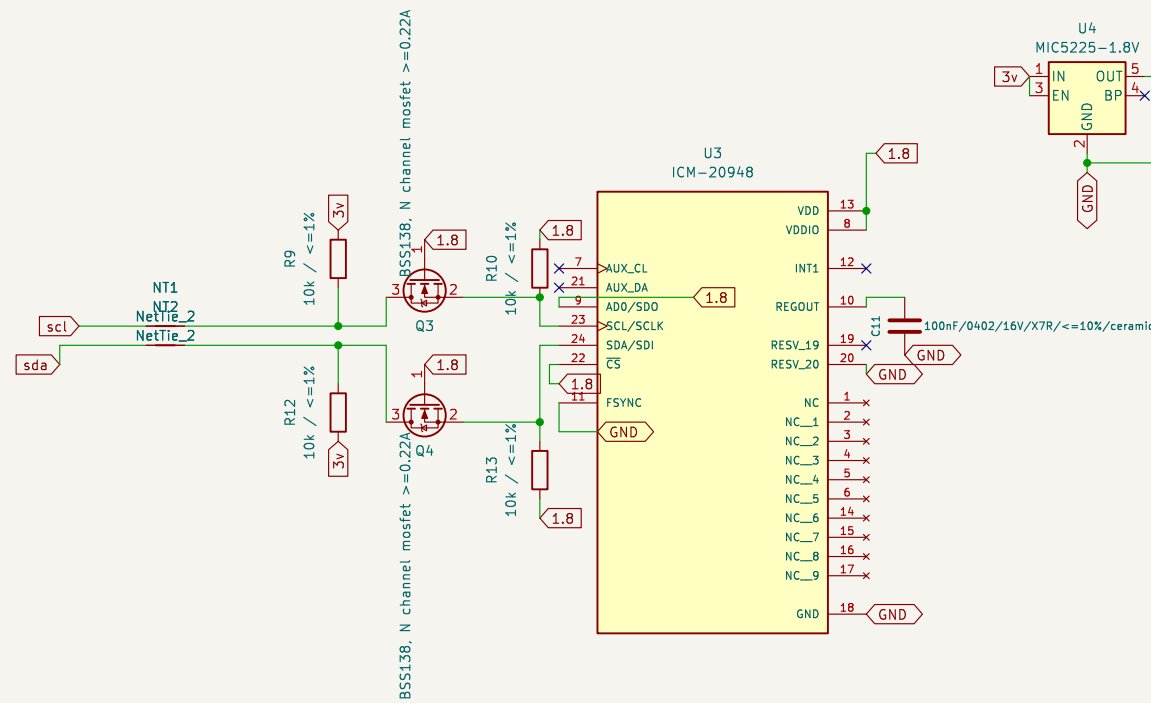 U4
MIC5225-1.8V
3v
1
IN
OUT
5
3
EN
BP
4
GND
2
GND
U3
ICM-20948
1.8
VDD
13
VDDIO
8
7
AUX_CL
INT1
12
21
AUX_DA
9
AD0/SDO
1.8
REGOUT
10
23
SCL/SCLK
24
SDA/SDI
RESV_19
19
22
CS
RESV_20
20
1.8
11
FSYNC
GND
NC
1
NC__1
2
NC__2
3
NC__3
4
NC__4
5
NC__5
6
NC__6
14
NC__7
15
NC__8
16
NC__9
17
GND
18
GND
C11
100nF/0402/16V/X7R/<=10%/ceramic
GND
GND
BSS138, N channel mosfet >=0.22A
3v
R9
10k / <=1%
1
1.8
3
2
Q3
R10
10k / <=1%
1.8
NT1
NT2
NetTie_2
NetTie_2
scl
sda
R12
10k / <=1%
3v
1
1.8
3
2
Q4
BSS138, N channel mosfet >=0.22A
R13
10k / <=1%
1.8